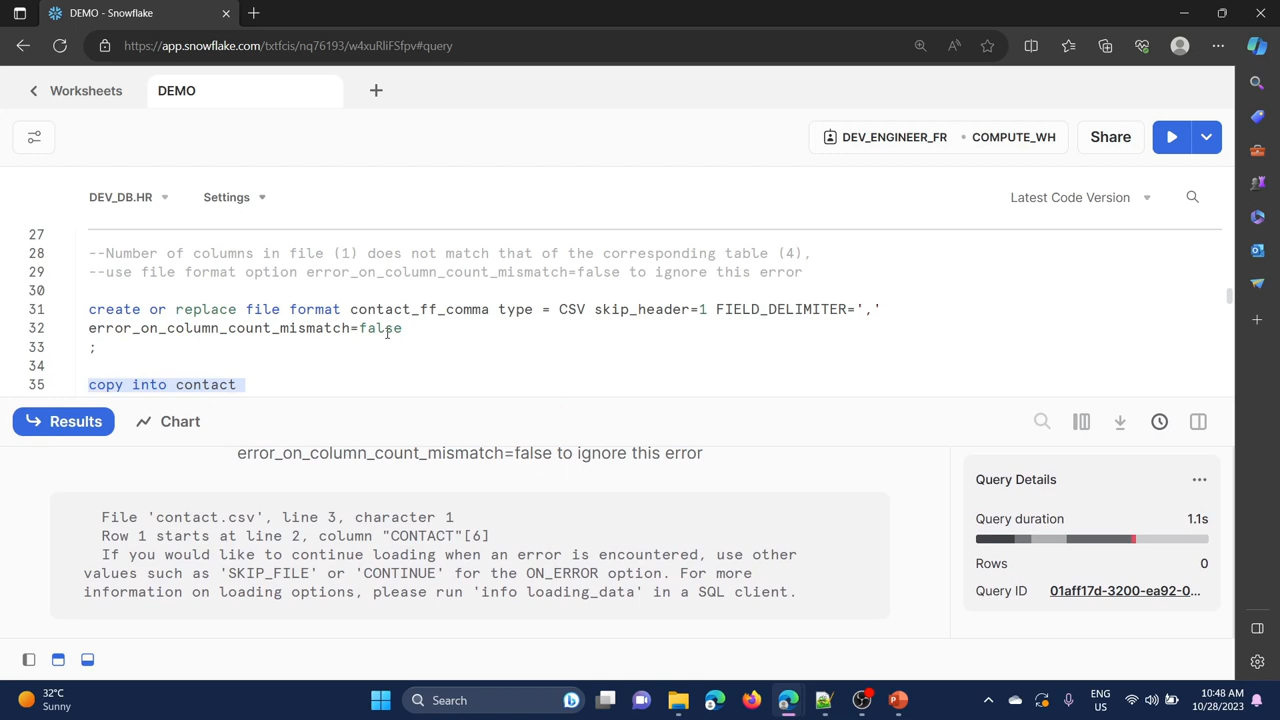 DEMO - Snowflake
https://app.snowflake.com/txtfcis/nq76193/w4xuRliFSfpv#query
Worksheets
DEMO
DEV_ENGINEER_FR • COMPUTE_WH
Share
DEV_DB.HR
Settings
Latest Code Version
27
28 --Number of columns in file (1) does not match that of the corresponding table (4),
29 --use file format option error_on_column_count_mismatch=false to ignore this error
30
31 create or replace file format contact_ff_comma type = CSV skip_header=1 FIELD_DELIMITER=','
32 error_on_column_count_mismatch=false
33 ;
34
35 copy into contact
Results
Chart
error_on_column_count_mismatch=false to ignore this error
File 'contact.csv', line 3, character 1
Row 1 starts at line 2, column "CONTACT"[6]
If you would like to continue loading when an error is encountered, use other
values such as 'SKIP_FILE' or 'CONTINUE' for the ON_ERROR option. For more
information on loading options, please run 'info loading_data' in a SQL client.
Query Details
Query duration 1.1s
Rows 0
Query ID 01aff17d-3200-ea92-0...
32°C
Sunny
Search
ENG
US
10:48 AM
10/28/2023